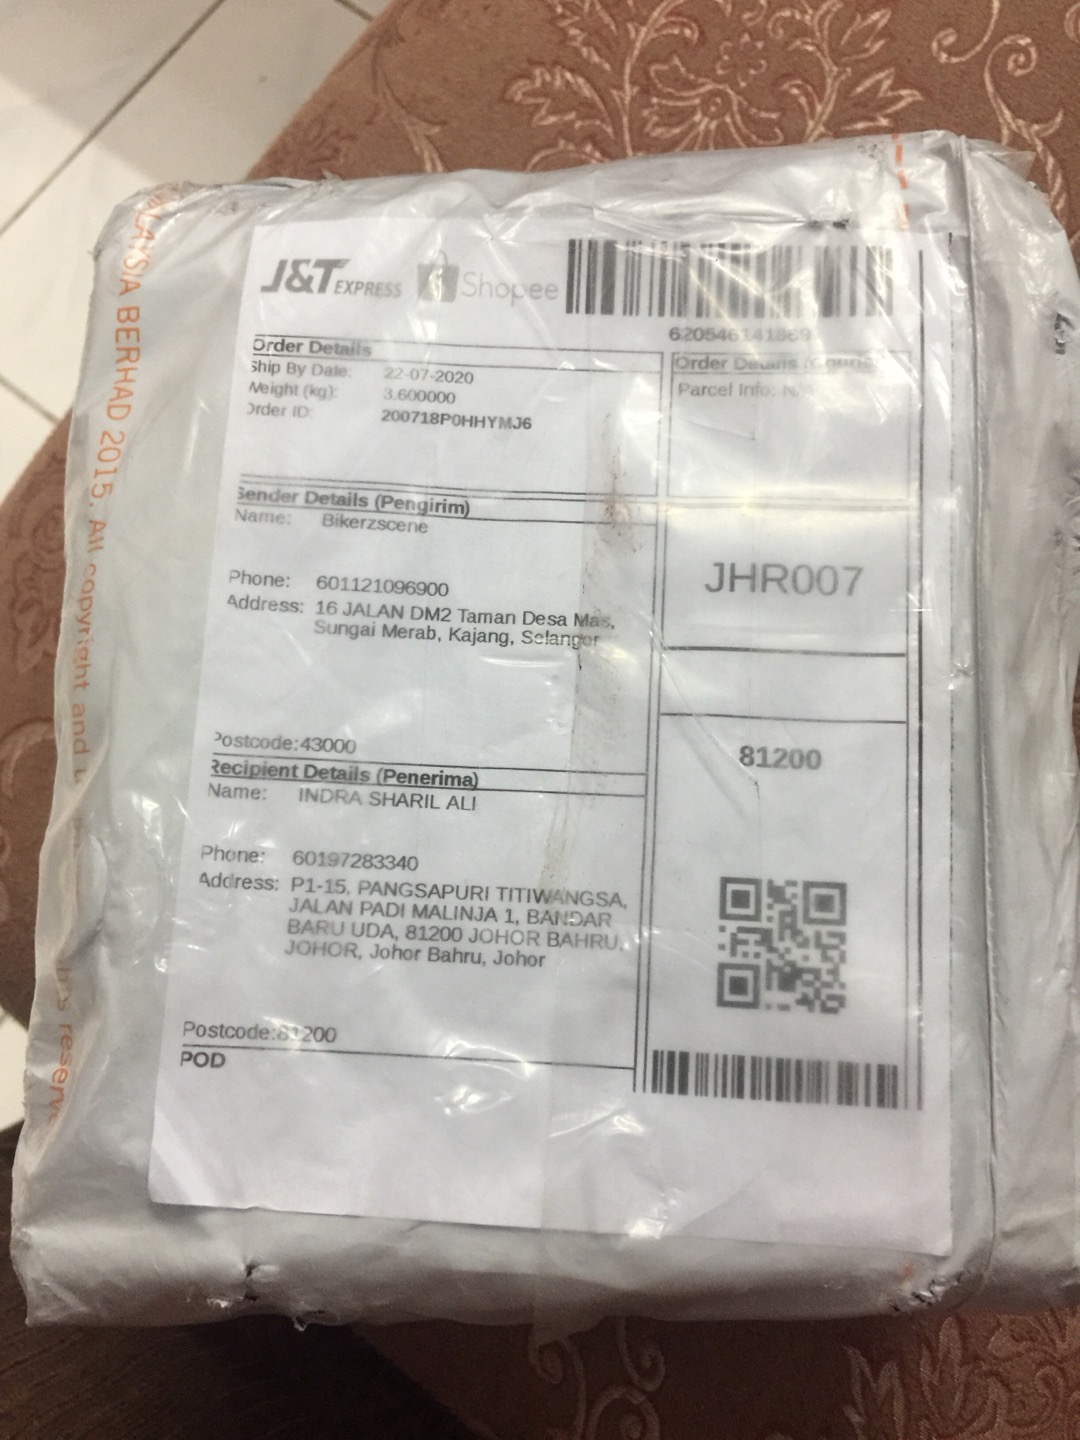 J&T EXPRESS Shopee
620546141869
Order Details
Ship By Date: 22-07-2020
Weight (kg): 3.600000
Order ID: 200718P0HHYMJ6
Order Details (Courier)
Parcel Info: N/
Sender Details (Pengirim)
Name: Bikerzscene
Phone: 601121096900
Address: 16 JALAN DM2 Taman Desa Mas,
Sungai Merab, Kajang, Selangor
Postcode: 43000
JHR007
81200
Recipient Details (Penerima)
Name: INDRA SHARIL ALI
Phone: 60197283340
Address: P1-15, PANGSAPURI TITIWANGSA,
JALAN PADI MALINJA 1, BANDAR
BARU UDA, 81200 JOHOR BAHRU,
JOHOR, Johor Bahru, Johor
Postcode: 81200
POD
LAYSIA BERHAD 2015. All copyright and
reserv